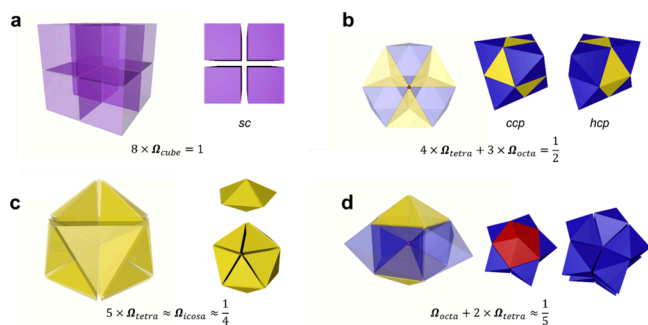 a
sc
8 × Ω_cube = 1
b
ccp hcp
4 × Ω_tetra + 3 × Ω_octa = 1/2
c
5 × Ω_tetra ≈ Ω_icosa ≈ 1/4
d
Ω_octa + 2 × Ω_tetra ≈ 1/5